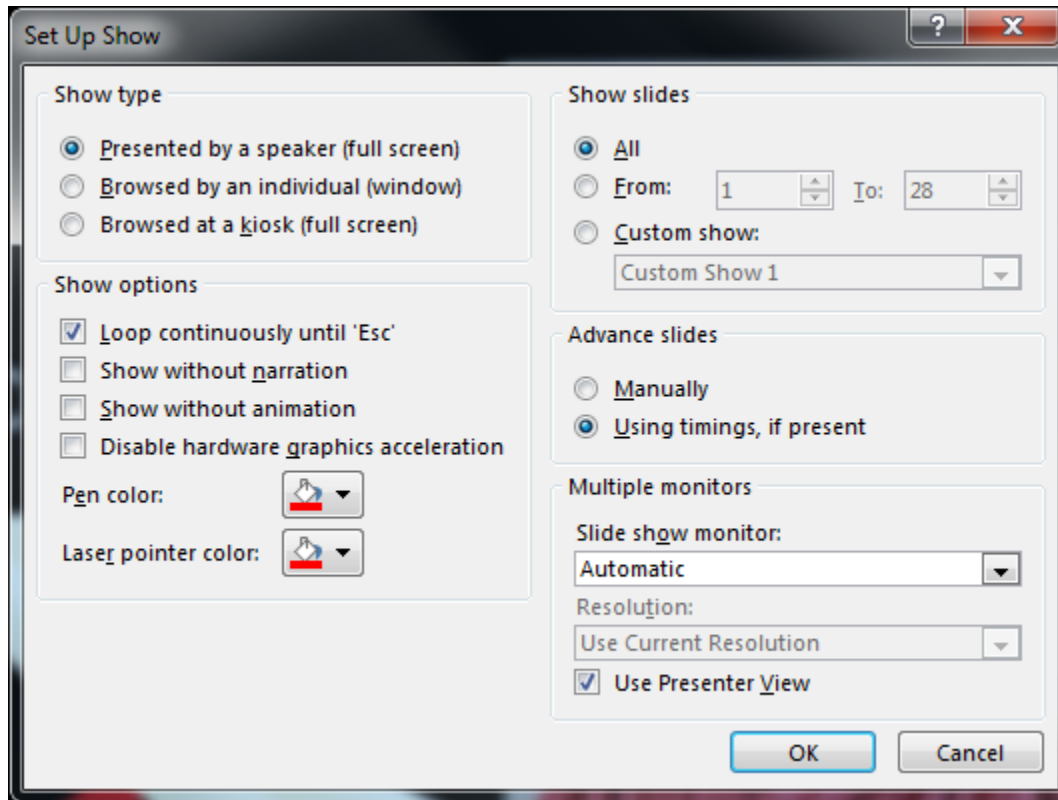 Set Up Show
?
Show type
Presented by a speaker (full screen)
Browsed by an individual (window)
Browsed at a kiosk (full screen)
Show options
Loop continuously until 'Esc'
Show without narration
Show without animation
Disable hardware graphics acceleration
Pen color:
Laser pointer color:
Show slides
All
From: 1 To: 28
Custom show:
Custom Show 1
Advance slides
Manually
Using timings, if present
Multiple monitors
Slide show monitor:
Automatic
Resolution:
Use Current Resolution
Use Presenter View
OK Cancel